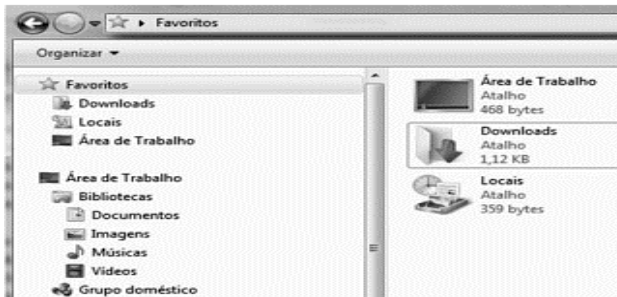 Favoritos
Organizar
Favoritos
Downloads
Locais
Área de Trabalho
Área de Trabalho
Bibliotecas
Documentos
Imagens
Músicas
Vídeos
Grupo doméstico
Área de Trabalho
Atalho
468 bytes
Downloads
Atalho
1,12 KB
Locais
Atalho
359 bytes